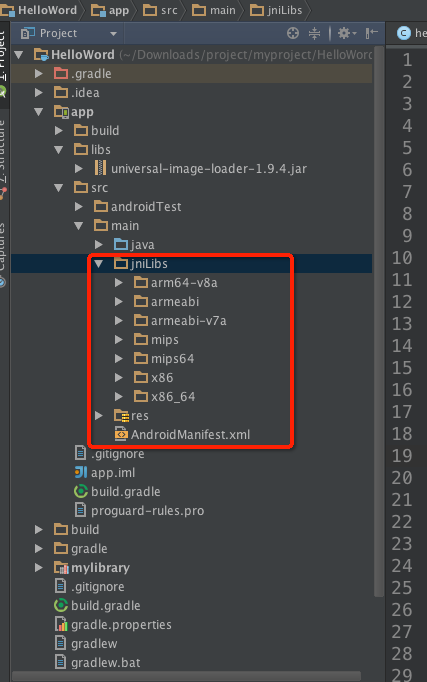 HelloWord app src main jniLibs
Project
he
HelloWord (~/Downloads/project/myproject/HelloWord
.gradle
.idea
app
build
libs
universal-image-loader-1.9.4.jar
src
androidTest
main
java
jniLibs
arm64-v8a
armeabi
armeabi-v7a
mips
mips64
x86
x86_64
res
AndroidManifest.xml
.gitignore
app.iml
build.gradle
proguard-rules.pro
build
gradle
mylibrary
.gitignore
build.gradle
gradle.properties
gradlew
gradlew.bat
1: Project
Structure
Captures
1
2
3
4
5
6
7
8
9
10
11
12
13
14
15
16
17
18
19
20
21
22
23
24
25
26
27
28